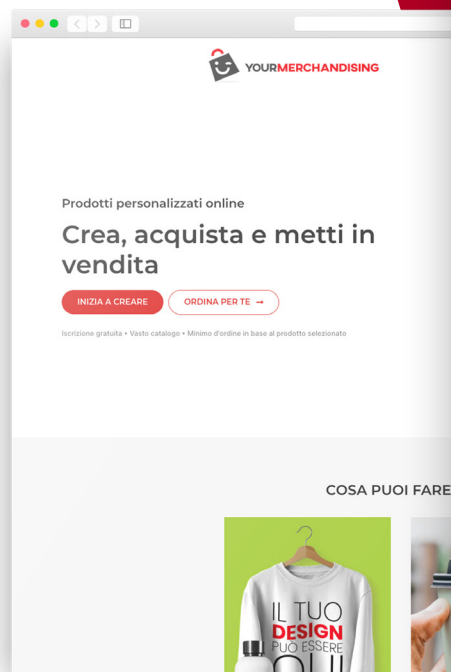 YOURMERCHANDISING
Prodotti personalizzati online
Crea, acquista e metti in
vendita
INIZIA A CREARE
ORDINA PER TE →
Iscrizione gratuita • Vasto catalogo • Minimo d'ordine in base al prodotto selezionato
COSA PUOI FARE
IL TUO
DESIGN
PUÒ ESSERE
QUI